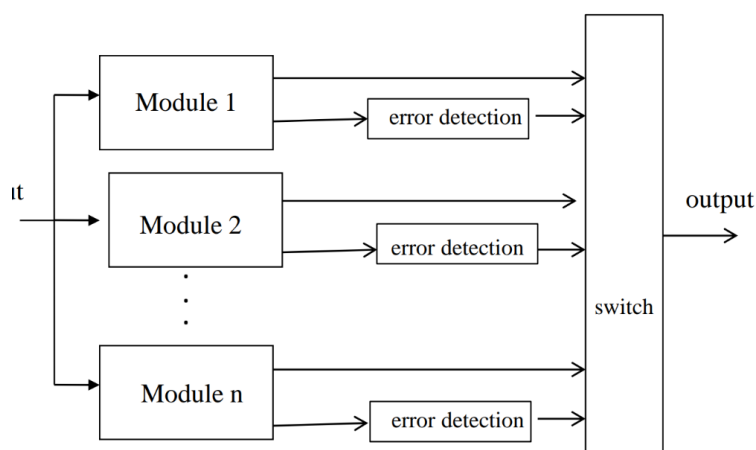 Module 1
error detection
Module 2
error detection
output
switch
Module n
error detection